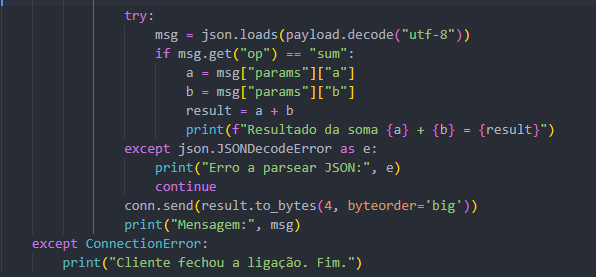 try:
    msg = json.loads(payload.decode("utf-8"))
    if msg.get("op") == "sum":
        a = msg["params"]["a"]
        b = msg["params"]["b"]
        result = a + b
        print(f"Resultado da soma {a} + {b} = {result}")
except json.JSONDecodeError as e:
    print("Erro a parsear JSON:", e)
    continue
conn.send(result.to_bytes(4, byteorder='big'))
print("Mensagem:", msg)
except ConnectionError:
    print("Cliente fechou a ligação. Fim.")